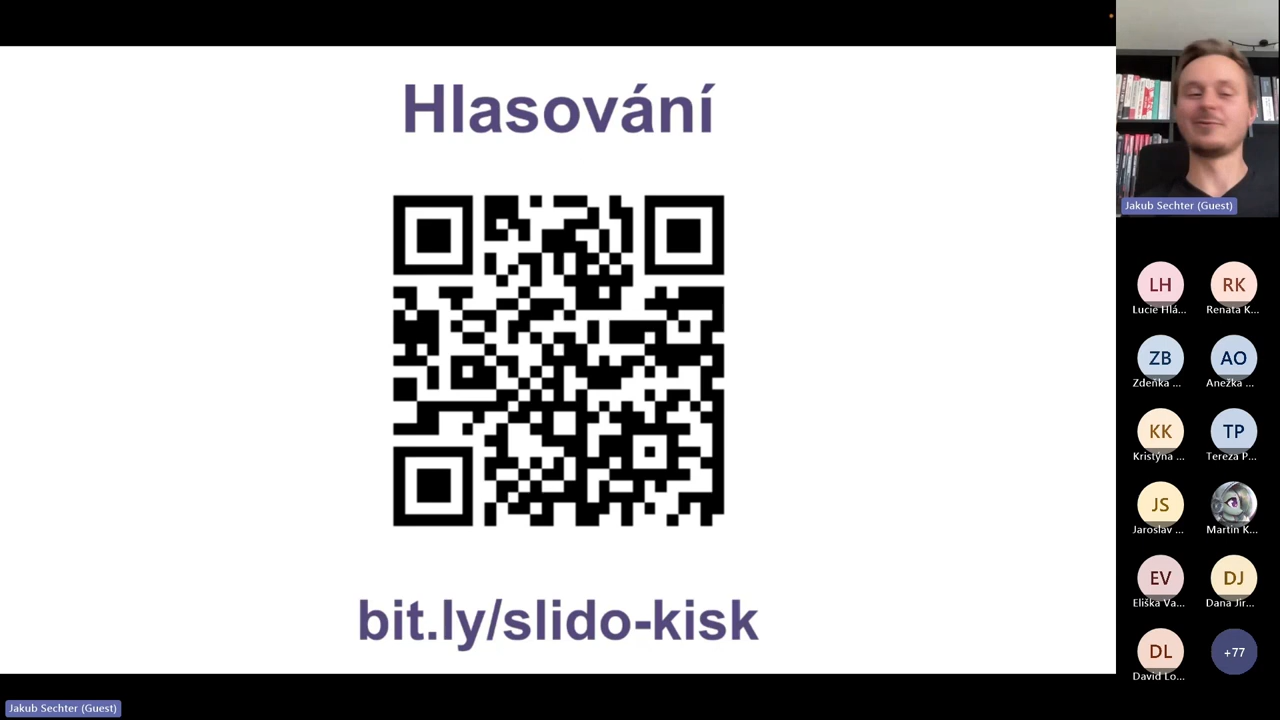 Hlasování
bit.ly/slido-kisk
Jakub Sechter (Guest)
Jakub Sechter (Guest)
LH
Lucie Hlá...
RK
Renata K...
ZB
Zdeňka ...
AO
Anežka ...
KK
Kristýna ...
TP
Tereza P...
JS
Jaroslav ...
Martin K...
EV
Eliška Va...
DJ
Dana Jir...
DL
David Lo...
+77